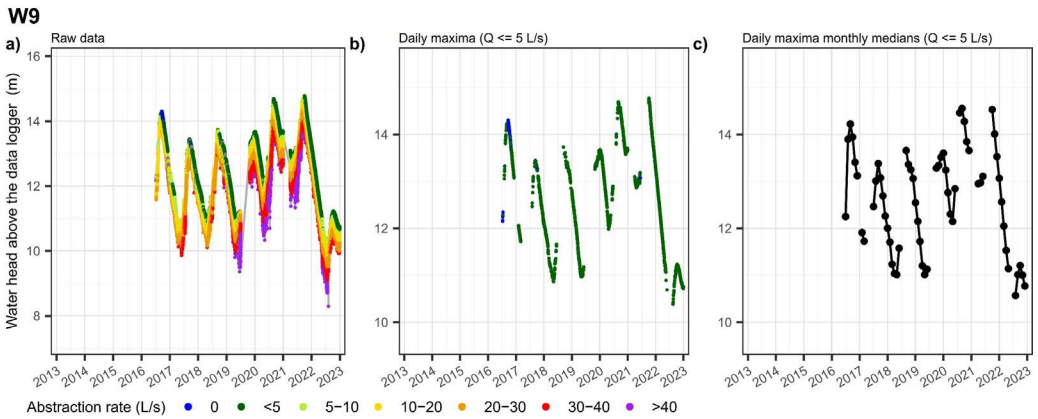 W9
a) Raw data
b) Daily maxima (Q <= 5 L/s)
c) Daily maxima monthly medians (Q <= 5 L/s)
Water head above the data logger (m)
16
14
12
10
8
2013 2014 2015 2016 2017 2018 2019 2020 2021 2022 2023
14
12
10
2013 2014 2015 2016 2017 2018 2019 2020 2021 2022 2023
14
12
10
2013 2014 2015 2016 2017 2018 2019 2020 2021 2022 2023
Abstraction rate (L/s) 0 <5 5−10 10−20 20−30 30−40 >40